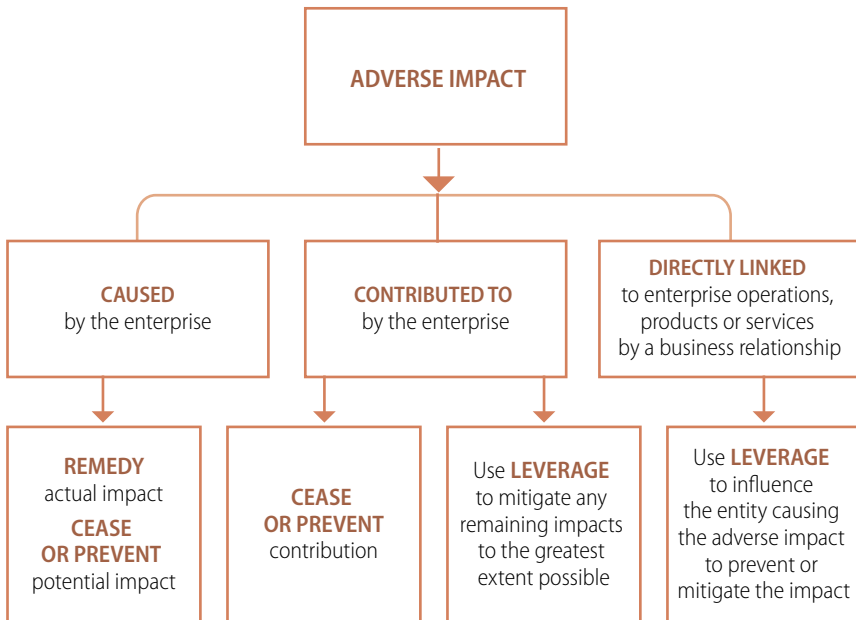 ADVERSE IMPACT
CAUSED
by the enterprise
CONTRIBUTED TO
by the enterprise
DIRECTLY LINKED
to enterprise operations,
products or services
by a business relationship
REMEDY
actual impact
CEASE
OR PREVENT
potential impact
CEASE
OR PREVENT
contribution
Use LEVERAGE
to mitigate any
remaining impacts
to the greatest
extent possible
Use LEVERAGE
to influence
the entity causing
the adverse impact
to prevent or
mitigate the impact